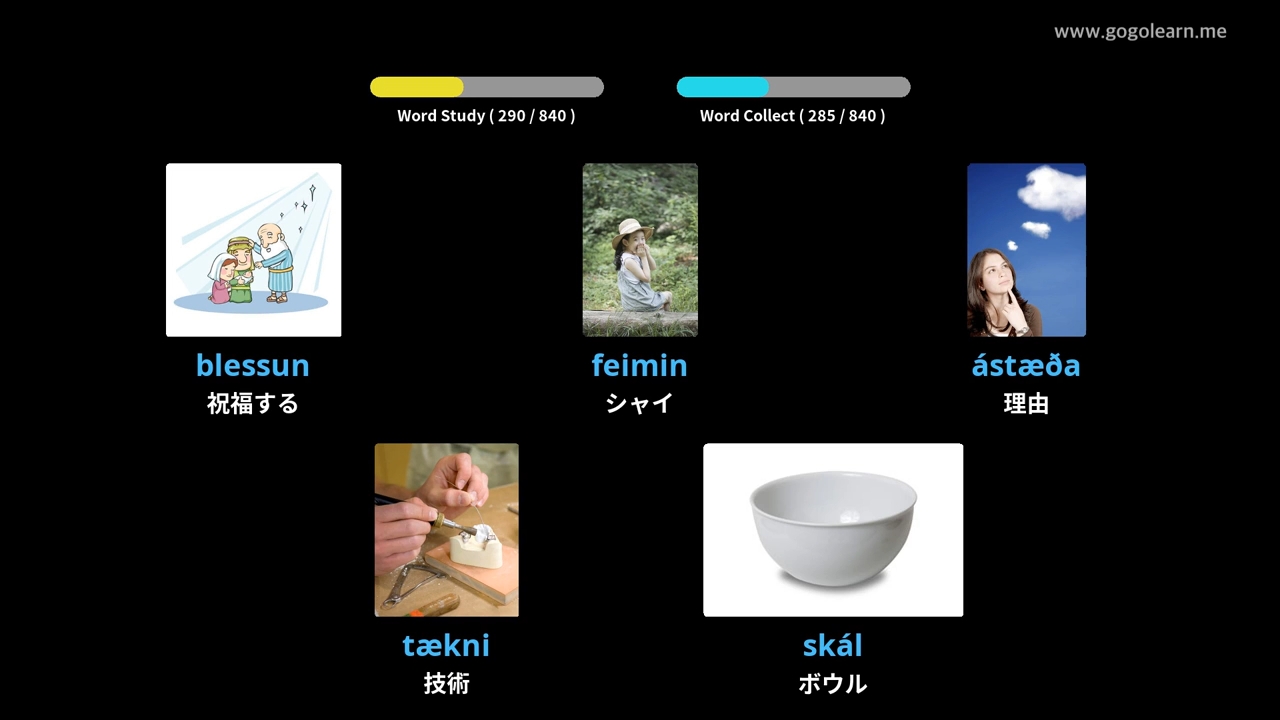 www.gogolearn.me
Word Study ( 290 / 840 )
Word Collect ( 285 / 840 )
blessun
祝福する
feimin
シャイ
ástæða
理由
tækni
技術
skál
ボウル